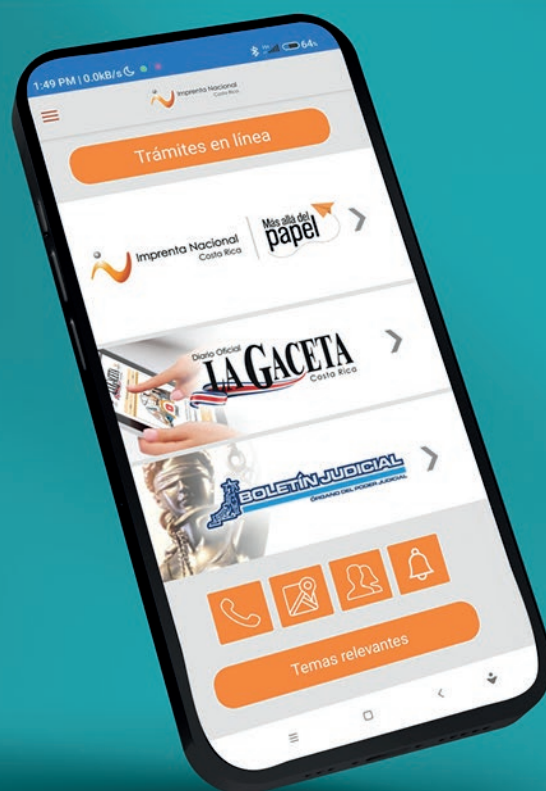 1:49 PM | 0.0kB/s
64%
Imprenta Nacional
Costa Rica
Trámites en línea
Imprenta Nacional
Costa Rica
Más allá del
papel
Diario Oficial
LA GACETA
Costa Rica
BOLETÍN JUDICIAL
ÓRGANO DEL PODER JUDICIAL
Temas relevantes